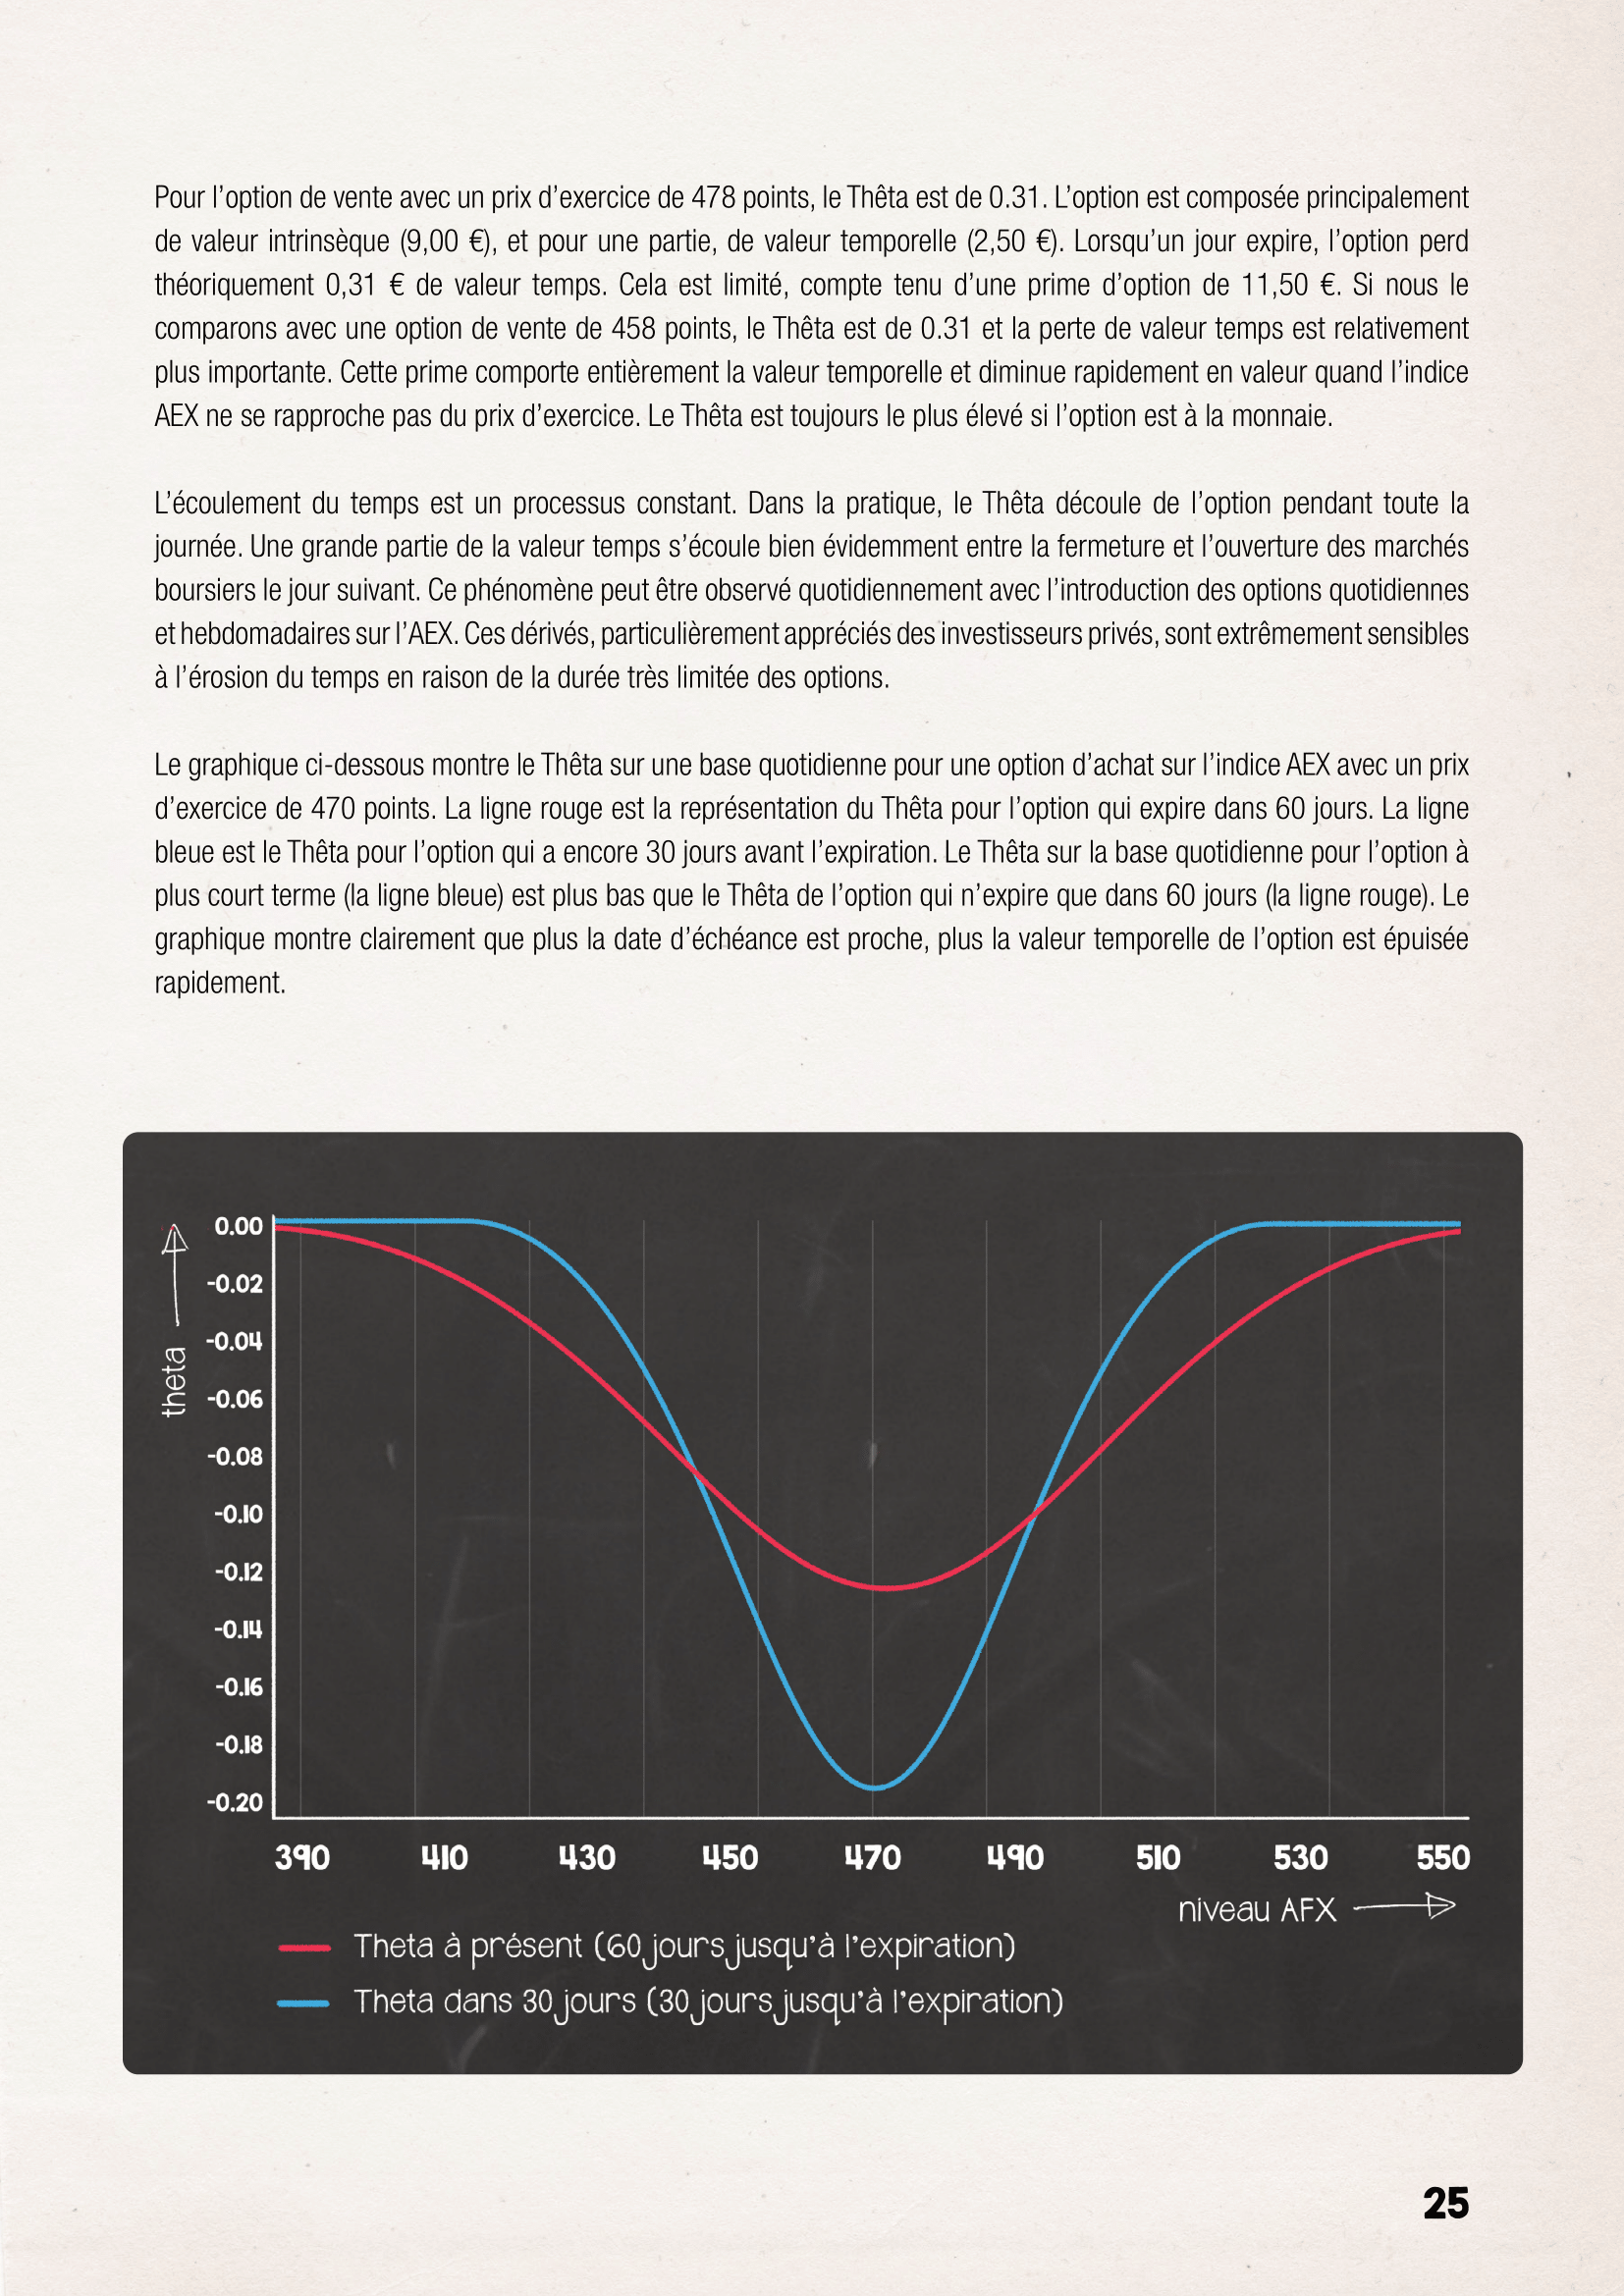 Pour l’option de vente avec un prix d’exercice de 478 points, le Thêta est de 0.31. L’option est composée principalement
de valeur intrinsèque (9,00 €), et pour une partie, de valeur temporelle (2,50 €). Lorsqu’un jour expire, l’option perd
théoriquement 0,31 € de valeur temps. Cela est limité, compte tenu d’une prime d’option de 11,50 €. Si nous le
comparons avec une option de vente de 458 points, le Thêta est de 0.31 et la perte de valeur temps est relativement
plus importante. Cette prime comporte entièrement la valeur temporelle et diminue rapidement en valeur quand l’indice
AEX ne se rapproche pas du prix d’exercice. Le Thêta est toujours le plus élevé si l’option est à la monnaie.
L’écoulement du temps est un processus constant. Dans la pratique, le Thêta découle de l’option pendant toute la
journée. Une grande partie de la valeur temps s’écoule bien évidemment entre la fermeture et l’ouverture des marchés
boursiers le jour suivant. Ce phénomène peut être observé quotidiennement avec l’introduction des options quotidiennes
et hebdomadaires sur l’AEX. Ces dérivés, particulièrement appréciés des investisseurs privés, sont extrêmement sensibles
à l’érosion du temps en raison de la durée très limitée des options.
Le graphique ci-dessous montre le Thêta sur une base quotidienne pour une option d’achat sur l’indice AEX avec un prix
d’exercice de 470 points. La ligne rouge est la représentation du Thêta pour l’option qui expire dans 60 jours. La ligne
bleue est le Thêta pour l’option qui a encore 30 jours avant l’expiration. Le Thêta sur la base quotidienne pour l’option à
plus court terme (la ligne bleue) est plus bas que le Thêta de l’option qui n’expire que dans 60 jours (la ligne rouge). Le
graphique montre clairement que plus la date d’échéance est proche, plus la valeur temporelle de l’option est épuisée
rapidement.
theta
0.00
-0.02
-0.04
-0.06
-0.08
-0.10
-0.12
-0.14
-0.16
-0.18
-0.20
390 410 430 450 470 490 510 530 550
niveau AFX
Theta à présent (60 jours jusqu’à l’expiration)
Theta dans 30 jours (30 jours jusqu’à l’expiration)
25